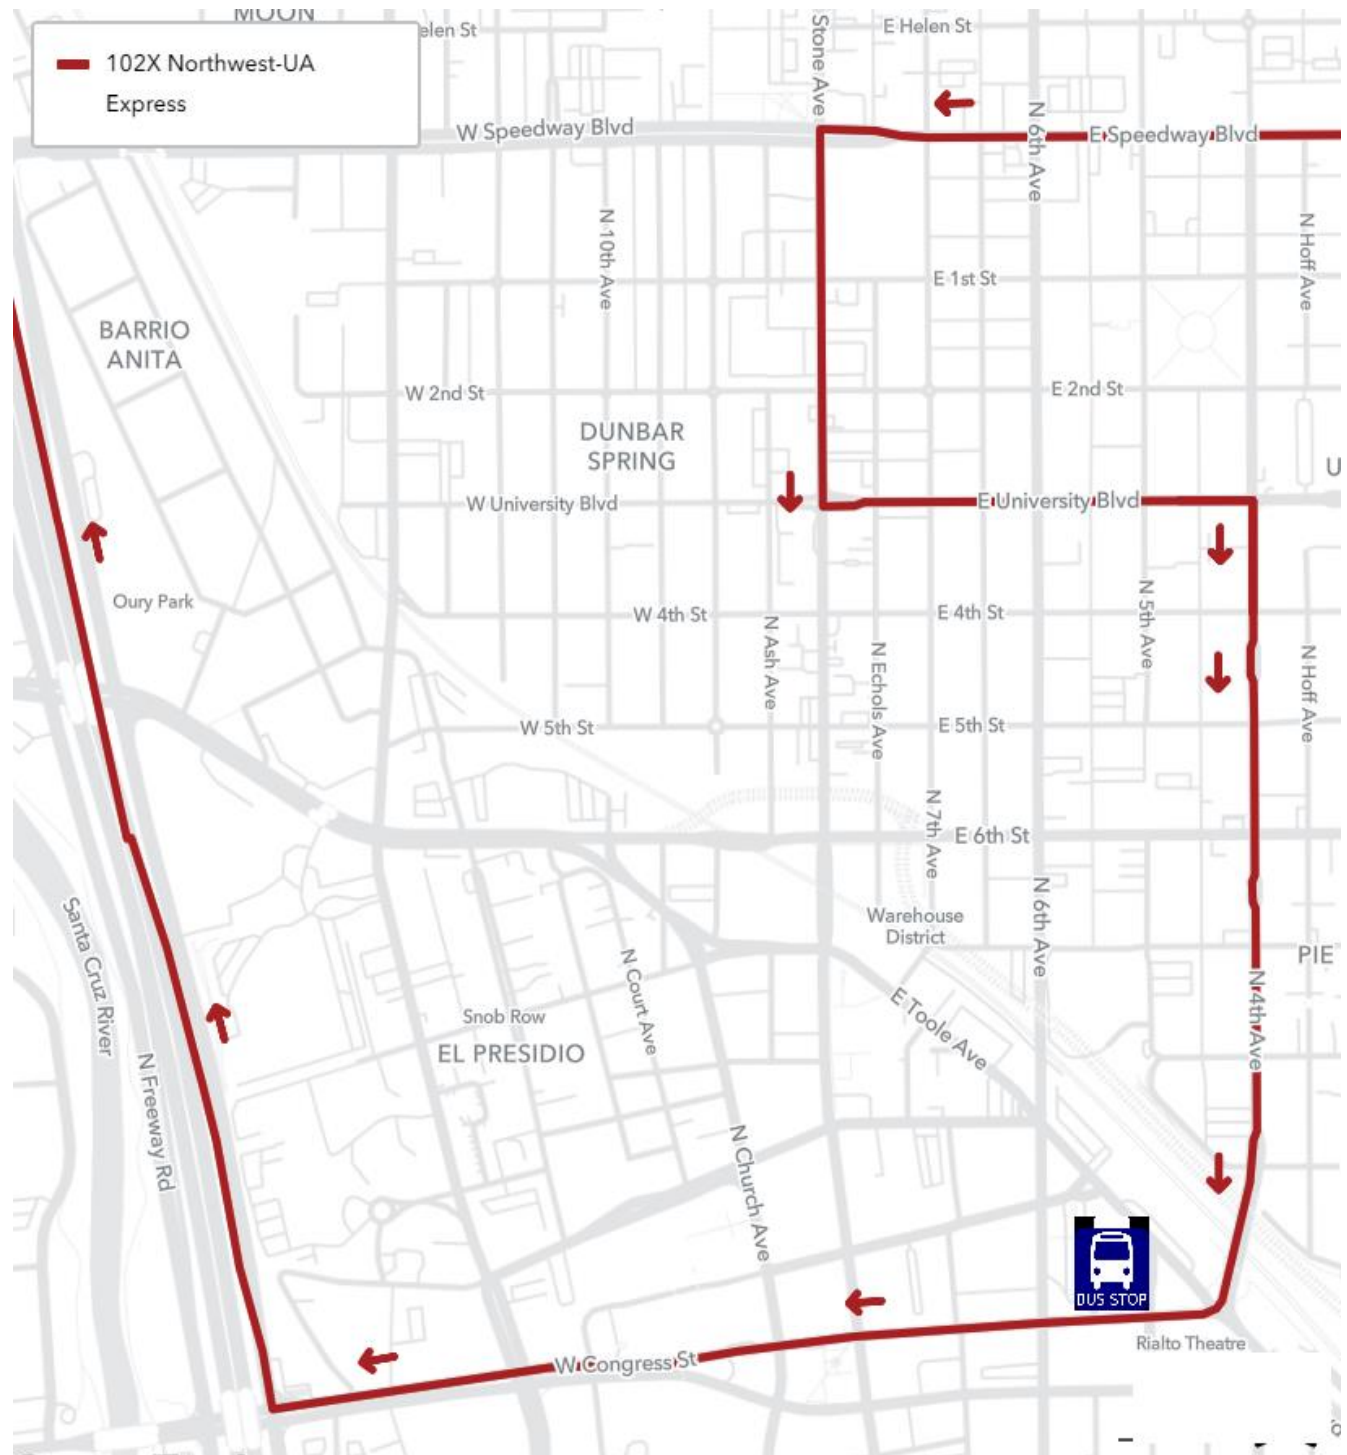 MOON
elen St
102X Northwest-UA
Express
Stone Ave
E Helen St
N 6th Ave
W Speedway Blvd
E Speedway Blvd
N 10th Ave
N Hoff Ave
E 1st St
BARRIO
ANITA
W 2nd St
E 2nd St
DUNBAR
SPRING
U
W University Blvd
E University Blvd
Oury Park
W 4th St
E 4th St
N 5th Ave
N Ash Ave
N Echols Ave
N Hoff Ave
W 5th St
E 5th St
N 7th Ave
E 6th St
Santa Cruz River
Warehouse
District
N 6th Ave
PIE
N Court Ave
Snob Row
EL PRESIDIO
E Toole Ave
N 4th Ave
N Freeway Rd
N Church Ave
BUS STOP
Rialto Theatre
W Congress St